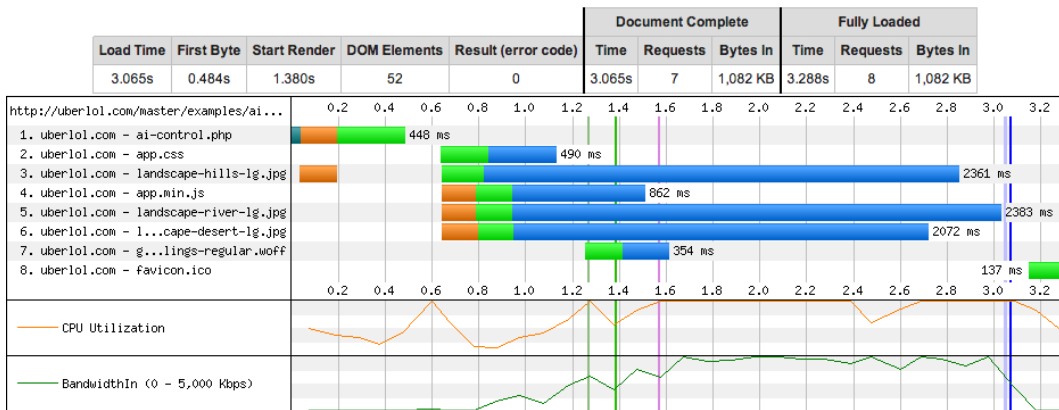 Document Complete Fully Loaded
Load Time First Byte Start Render DOM Elements Result (error code) Time Requests Bytes In Time Requests Bytes In
3.065s 0.484s 1.380s 52 0 3.065s 7 1,082 KB 3.288s 8 1,082 KB
http://uberlol.com/master/examples/ai... 0.2 0.4 0.6 0.8 1.0 1.2 1.4 1.6 1.8 2.0 2.2 2.4 2.6 2.8 3.0 3.2
1. uberlol.com - ai-control.php 448 ms
2. uberlol.com - app.css 490 ms
3. uberlol.com - landscape-hills-lg.jpg 2361 ms
4. uberlol.com - app.min.js 862 ms
5. uberlol.com - landscape-river-lg.jpg 2383 ms
6. uberlol.com - l...cape-desert-lg.jpg 2072 ms
7. uberlol.com - g...lings-regular.woff 354 ms
8. uberlol.com - favicon.ico 137 ms
0.2 0.4 0.6 0.8 1.0 1.2 1.4 1.6 1.8 2.0 2.2 2.4 2.6 2.8 3.0 3.2
CPU Utilization
BandwidthIn (0 - 5,000 Kbps)